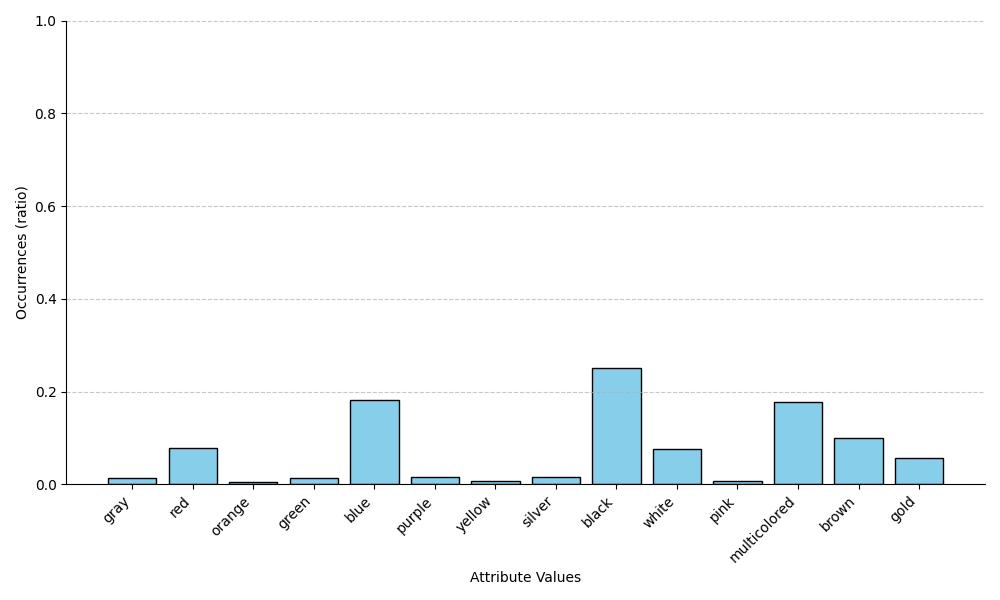 1.0
0.8
0.6
0.4
0.2
0.0
Occurrences (ratio)
gray
red
orange
green
blue
purple
yellow
silver
black
white
pink
multicolored
brown
gold
Attribute Values